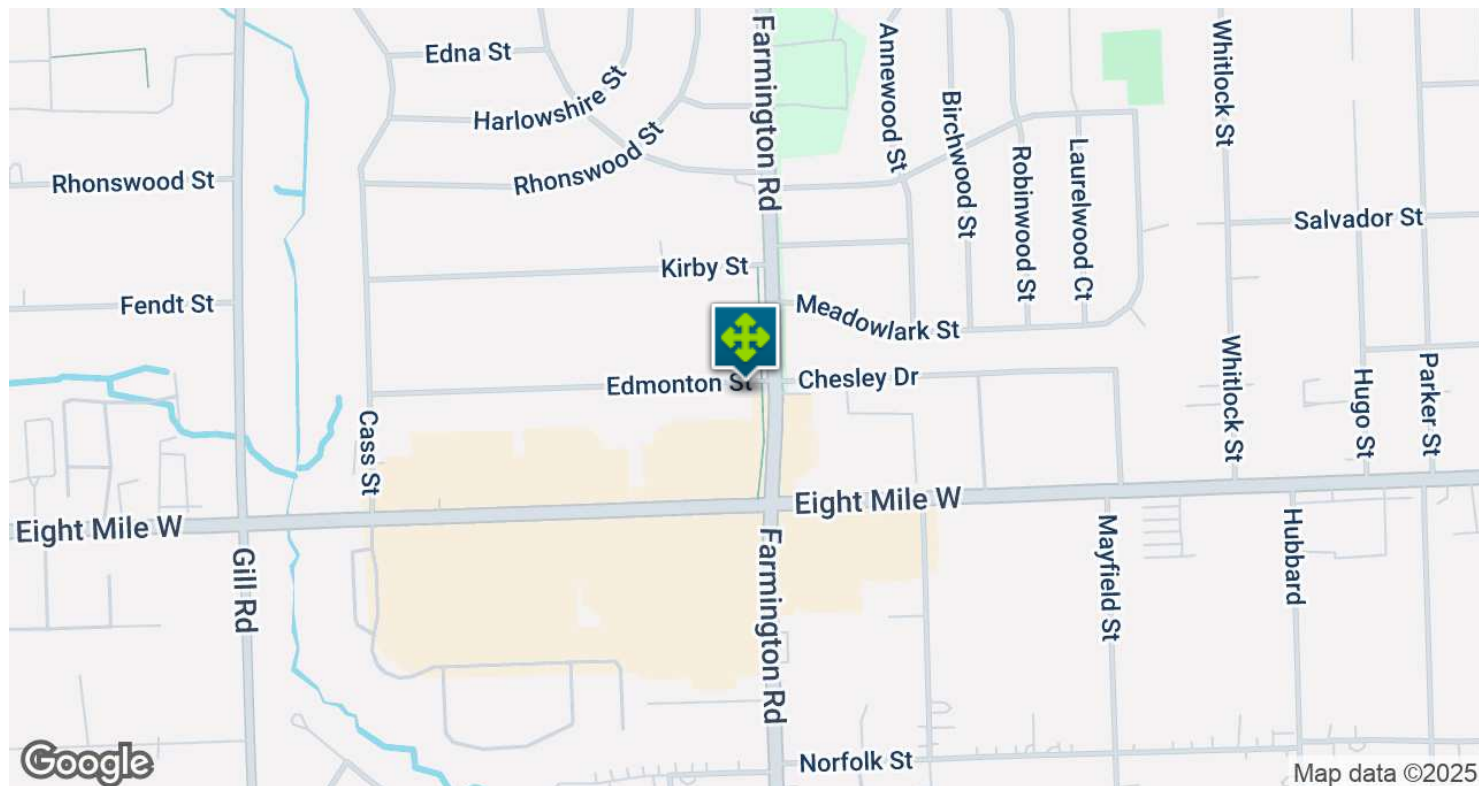 Edna St
Harlowshire St
Rhonswood St
Rhonswood St
Farmington Rd
Annewood St
Birchwood St
Robinwood St
Laurelwood Ct
Whitlock St
Salvador St
Kirby St
Fendt St
Meadowlark St
Edmonton St
Chesley Dr
Whitlock St
Hugo St
Parker St
Cass St
Eight Mile W
Eight Mile W
Gill Rd
Farmington Rd
Mayfield St
Hubbard
Norfolk St
Google
Map data ©2025